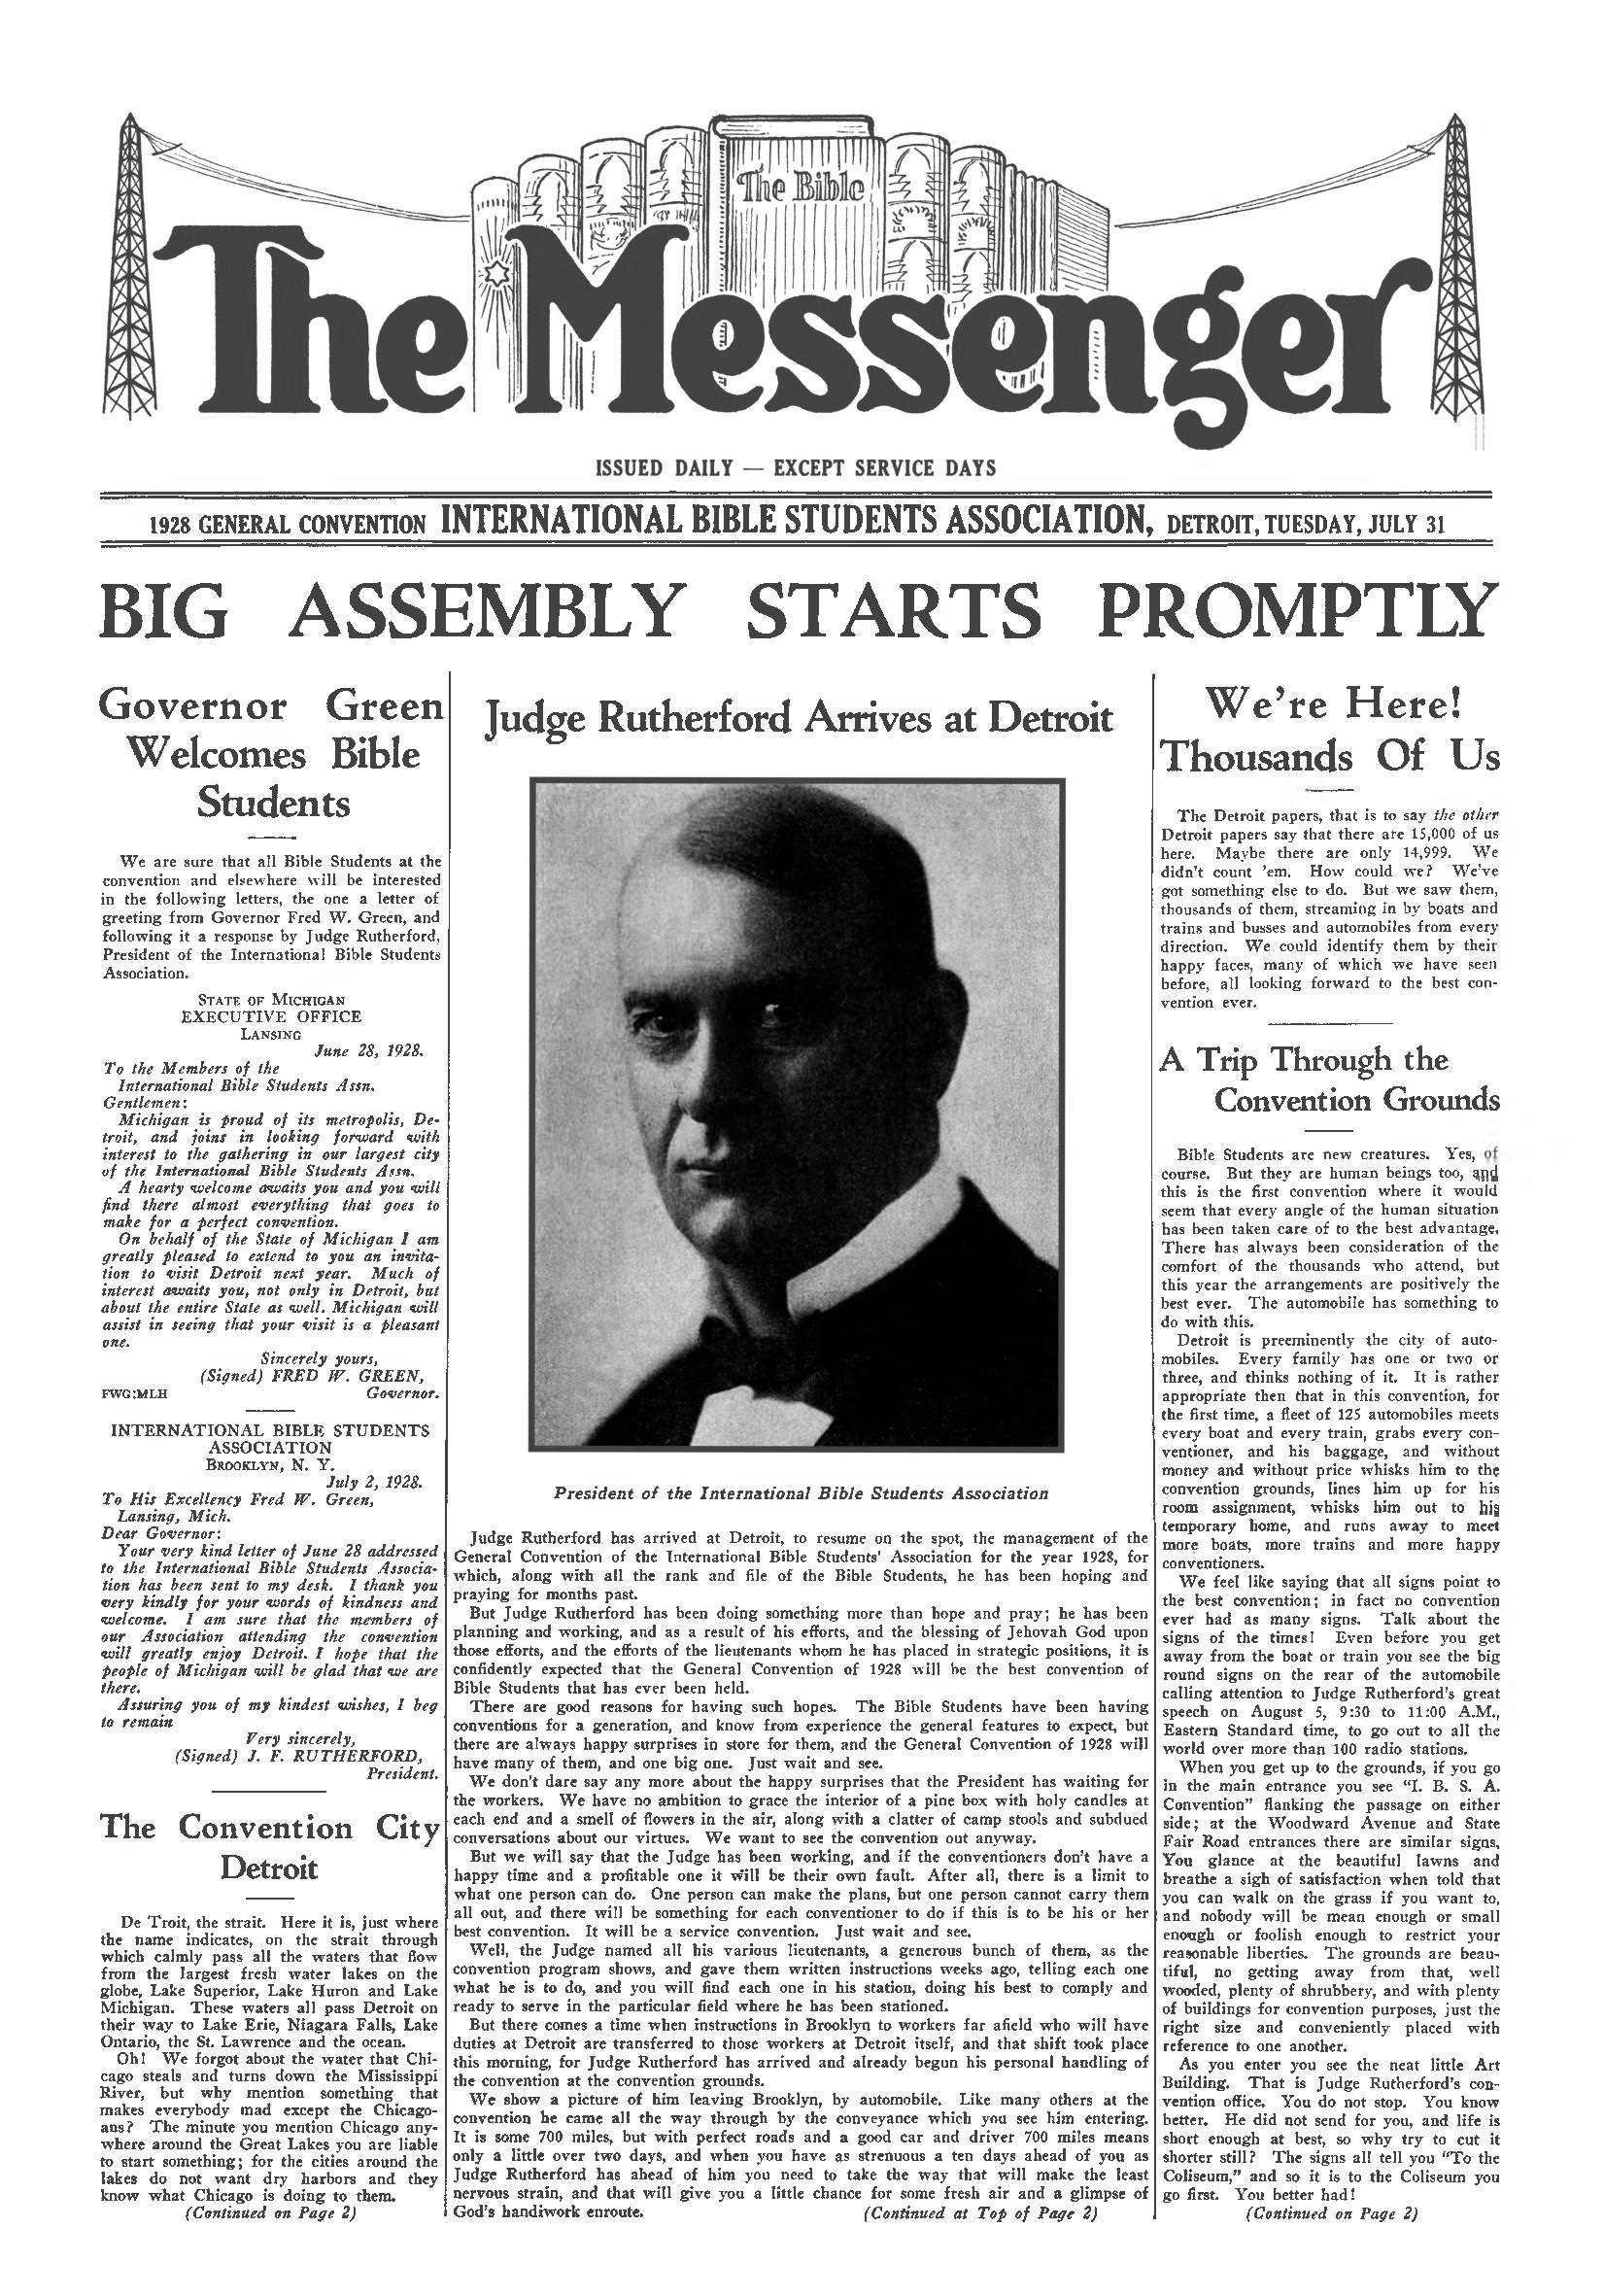 The Bible
The Messenger
ISSUED DAILY — EXCEPT SERVICE DAYS
1928 GENERAL CONVENTION INTERNATIONAL BIBLE STUDENTS ASSOCIATION, DETROIT, TUESDAY, JULY 31
BIG ASSEMBLY STARTS PROMPTLY
Governor Green
Welcomes Bible
Students
We are sure that all Bible Students at the
convention and elsewhere will be interested
in the following letters, the one a letter of
greeting from Governor Fred W. Green, and
following it a response by Judge Rutherford,
President of the International Bible Students
Association.
STATE OF MICHIGAN
EXECUTIVE OFFICE
LANSING
June 28, 1928.
To the Members of the
International Bible Students Assn.
Gentlemen:
Michigan is proud of its metropolis, De-
troit, and joins in looking forward with
interest to the gathering in our largest city
of the International Bible Students Assn.
A hearty welcome awaits you and you will
find there almost everything that goes to
make for a perfect convention.
On behalf of the State of Michigan I am
greatly pleased to extend to you an invita-
tion to visit Detroit next year. Much of
interest awaits you, not only in Detroit, but
about the entire State as well. Michigan will
assist in seeing that your visit is a pleasant
one.
Sincerely yours,
(Signed) FRED W. GREEN,
FWG:MLH Governor.
INTERNATIONAL BIBLE STUDENTS
ASSOCIATION
BROOKLYN, N. Y.
July 2, 1928.
To His Excellency Fred W. Green,
Lansing, Mich.
Dear Governor:
Your very kind letter of June 28 addressed
to the International Bible Students Associa-
tion has been sent to my desk. I thank you
very kindly for your words of kindness and
welcome. I am sure that the members of
our Association attending the convention
will greatly enjoy Detroit. I hope that the
people of Michigan will be glad that we are
there.
Assuring you of my kindest wishes, I beg
to remain
Very sincerely,
(Signed) J. F. RUTHERFORD,
President.
The Convention City
Detroit
De Troit, the strait. Here it is, just where
the name indicates, on the strait through
which calmly pass all the waters that flow
from the largest fresh water lakes on the
globe, Lake Superior, Lake Huron and Lake
Michigan. These waters all pass Detroit on
their way to Lake Erie, Niagara Falls, Lake
Ontario, the St. Lawrence and the ocean.
Oh! We forgot about the water that Chi-
cago steals and turns down the Mississippi
River, but why mention something that
makes everybody mad except the Chicago-
ans? The minute you mention Chicago any-
where around the Great Lakes you are liable
to start something; for the cities around the
lakes do not want dry harbors and they
know what Chicago is doing to them.
(Continued on Page 2)
Judge Rutherford Arrives at Detroit
President of the International Bible Students Association
Judge Rutherford has arrived at Detroit, to resume on the spot, the management of the
General Convention of the International Bible Students' Association for the year 1928, for
which, along with all the rank and file of the Bible Students, he has been hoping and
praying for months past.
But Judge Rutherford has been doing something more than hope and pray; he has been
planning and working, and as a result of his efforts, and the blessing of Jehovah God upon
those efforts, and the efforts of the lieutenants whom he has placed in strategic positions, it is
confidently expected that the General Convention of 1928 will be the best convention of
Bible Students that has ever been held.
There are good reasons for having such hopes. The Bible Students have been having
conventions for a generation, and know from experience the general features to expect, but
there are always happy surprises in store for them, and the General Convention of 1928 will
have many of them, and one big one. Just wait and see.
We don't dare say any more about the happy surprises that the President has waiting for
the workers. We have no ambition to grace the interior of a pine box with holy candles at
each end and a smell of flowers in the air, along with a clatter of camp stools and subdued
conversations about our virtues. We want to see the convention out anyway.
But we will say that the Judge has been working, and if the conventioners don't have a
happy time and a profitable one it will be their own fault. After all, there is a limit to
what one person can do. One person can make the plans, but one person cannot carry them
all out, and there will be something for each conventioner to do if this is to be his or her
best convention. It will be a service convention. Just wait and see.
Well, the Judge named all his various lieutenants, a generous bunch of them, as the
convention program shows, and gave them written instructions weeks ago, telling each one
what he is to do, and you will find each one in his station, doing his best to comply and
ready to serve in the particular field where he has been stationed.
But there comes a time when instructions in Brooklyn to workers far afield who will have
duties at Detroit are transferred to those workers at Detroit itself, and that shift took place
this morning, for Judge Rutherford has arrived and already begun his personal handling of
the convention at the convention grounds.
We show a picture of him leaving Brooklyn, by automobile. Like many others at the
convention he came all the way through by the conveyance which you see him entering.
It is some 700 miles, but with perfect roads and a good car and driver 700 miles means
only a little over two days, and when you have as strenuous a ten days ahead of you as
Judge Rutherford has ahead of him you need to take the way that will make the least
nervous strain, and that will give you a little chance for some fresh air and a glimpse of
God's handiwork enroute. (Continued at Top of Page 2)
We're Here!
Thousands Of Us
The Detroit papers, that is to say the other
Detroit papers say that there are 15,000 of us
here. Maybe there are only 14,999. We
didn't count 'em. How could we? We've
got something else to do. But we saw them,
thousands of them, streaming in by boats and
trains and busses and automobiles from every
direction. We could identify them by their
happy faces, many of which we have seen
before, all looking forward to the best con-
vention ever.
A Trip Through the
Convention Grounds
Bible Students are new creatures. Yes, of
course. But they are human beings too, and
this is the first convention where it would
seem that every angle of the human situation
has been taken care of to the best advantage.
There has always been consideration of the
comfort of the thousands who attend, but
this year the arrangements are positively the
best ever. The automobile has something to
do with this.
Detroit is preeminently the city of auto-
mobiles. Every family has one or two or
three, and thinks nothing of it. It is rather
appropriate then that in this convention, for
the first time, a fleet of 125 automobiles meets
every boat and every train, grabs every con-
ventioner, and his baggage, and without
money and without price whisks him to the
convention grounds, lines him up for his
room assignment, whisks him out to his
temporary home, and runs away to meet
more boats, more trains and more happy
conventioners.
We feel like saying that all signs point to
the best convention; in fact no convention
ever had as many signs. Talk about the
signs of the times! Even before you get
away from the boat or train you see the big
round signs on the rear of the automobile
calling attention to Judge Rutherford's great
speech on August 5, 9:30 to 11:00 A.M.,
Eastern Standard time, to go out to all the
world over more than 100 radio stations.
When you get up to the grounds, if you go
in the main entrance you see "I. B. S. A.
Convention" flanking the passage on either
side; at the Woodward Avenue and State
Fair Road entrances there are similar signs.
You glance at the beautiful lawns and
breathe a sigh of satisfaction when told that
you can walk on the grass if you want to,
and nobody will be mean enough or small
enough or foolish enough to restrict your
reasonable liberties. The grounds are beau-
tiful, no getting away from that, well
wooded, plenty of shrubbery, and with plenty
of buildings for convention purposes, just the
right size and conveniently placed with
reference to one another.
As you enter you see the neat little Art
Building. That is Judge Rutherford's con-
vention office. You do not stop. You know
better. He did not send for you, and life is
short enough at best, so why try to cut it
shorter still? The signs all tell you "To the
Coliseum," and so it is to the Coliseum you
go first. You better had!
(Continued on Page 2)